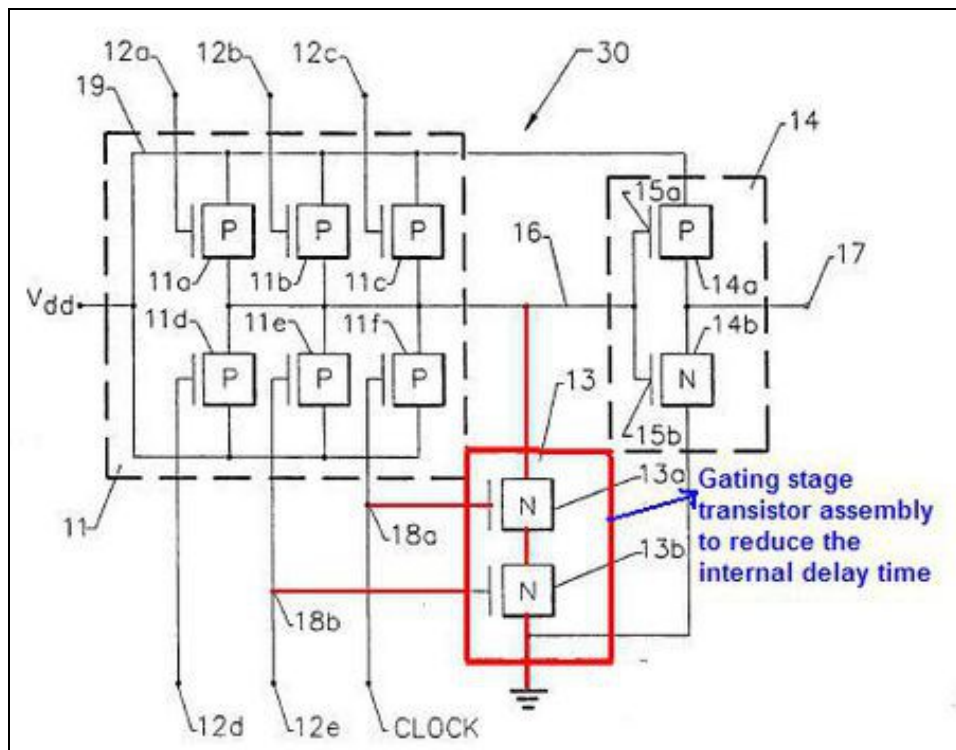 12a 12b 12c
30
19
14
15a
P P P P
16 17
11a 11b 11c 14a
Vdd
11d 11e 11f 14b
P P P N
13
15b
13a
11 18a N
13b
18b N
12d 12e CLOCK
Gating stage
transistor assembly
to reduce the
internal delay time